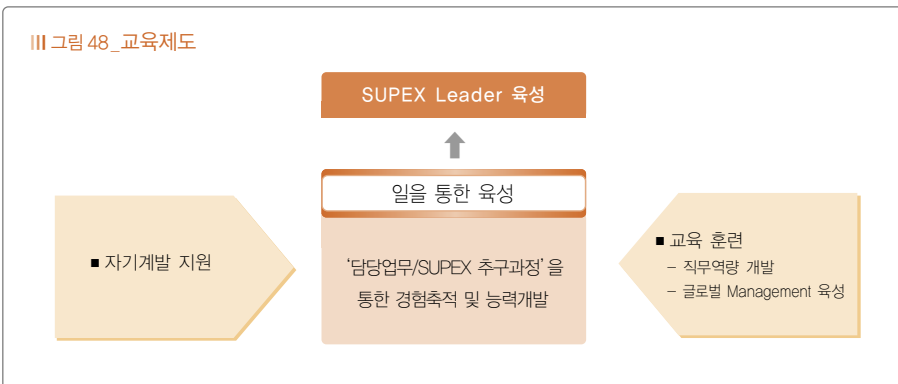 그림 48_교육제도
SUPEX Leader 육성
일을 통한 육성
■ 자기계발 지원
‘담당업무/SUPEX 추구과정’을
통한 경험축적 및 능력개발
■ 교육 훈련
– 직무역량 개발
– 글로벌 Management 육성